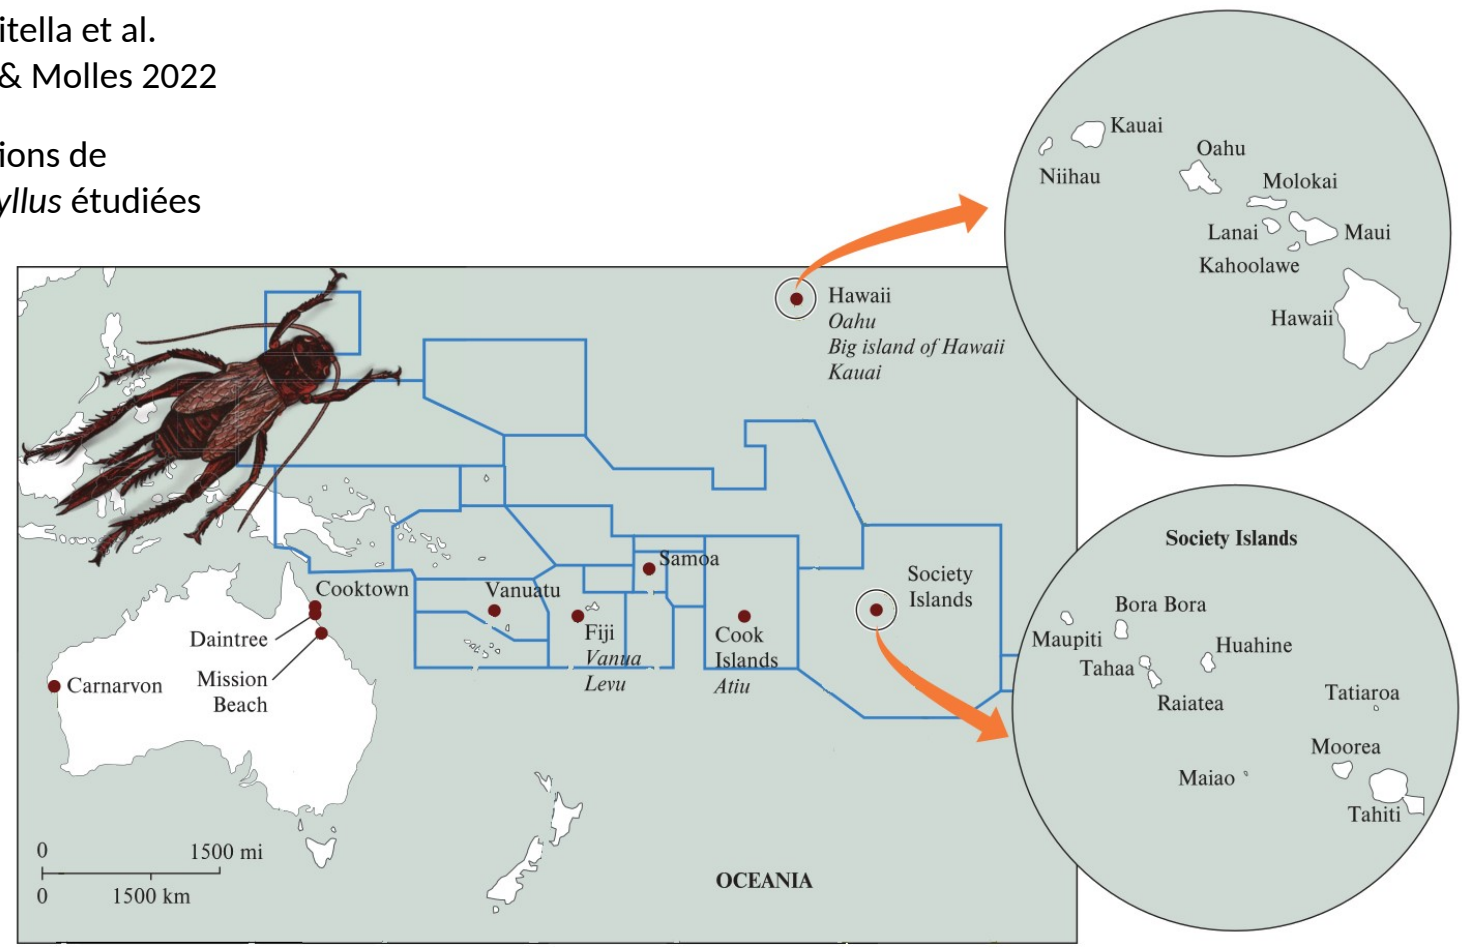 itella et al.
& Molles 2022
ions de
yllus étudiées
Kauai
Niihau
Oahu
Molokai
Lanai
Maui
Kahoolawe
Hawaii
Hawaii
Oahu
Big island of Hawaii
Kauai
Samoa
Society
Islands
Cooktown
Vanuatu
Daintree
Fiji
Vanua
Levu
Cook
Islands
Atiu
Carnarvon
Mission
Beach
Society Islands
Bora Bora
Maupiti
Huahine
Tahaa
Raiatea
Tatiaroa
Moorea
Maiao
Tahiti
0
1500 mi
0
1500 km
OCEANIA